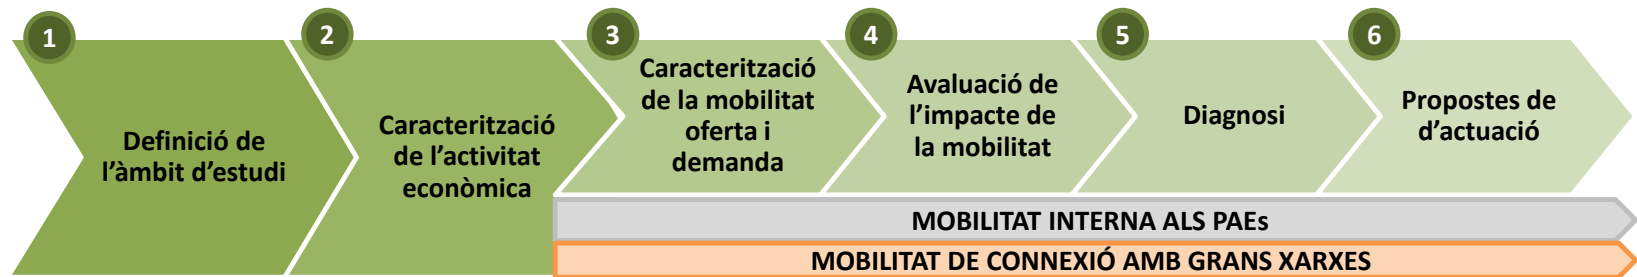 1
Definició de
l'àmbit d'estudi
2
Caracterització
de l'activitat
econòmica
3
Caracterització
de la mobilitat
oferta i
demanda
4
Avaluació de
l'impacte de
la mobilitat
5
Diagnosi
6
Propostes de
d'actuació
MOBILITAT INTERNA ALS PAEs
MOBILITAT DE CONNEXIÓ AMB GRANS XARXES